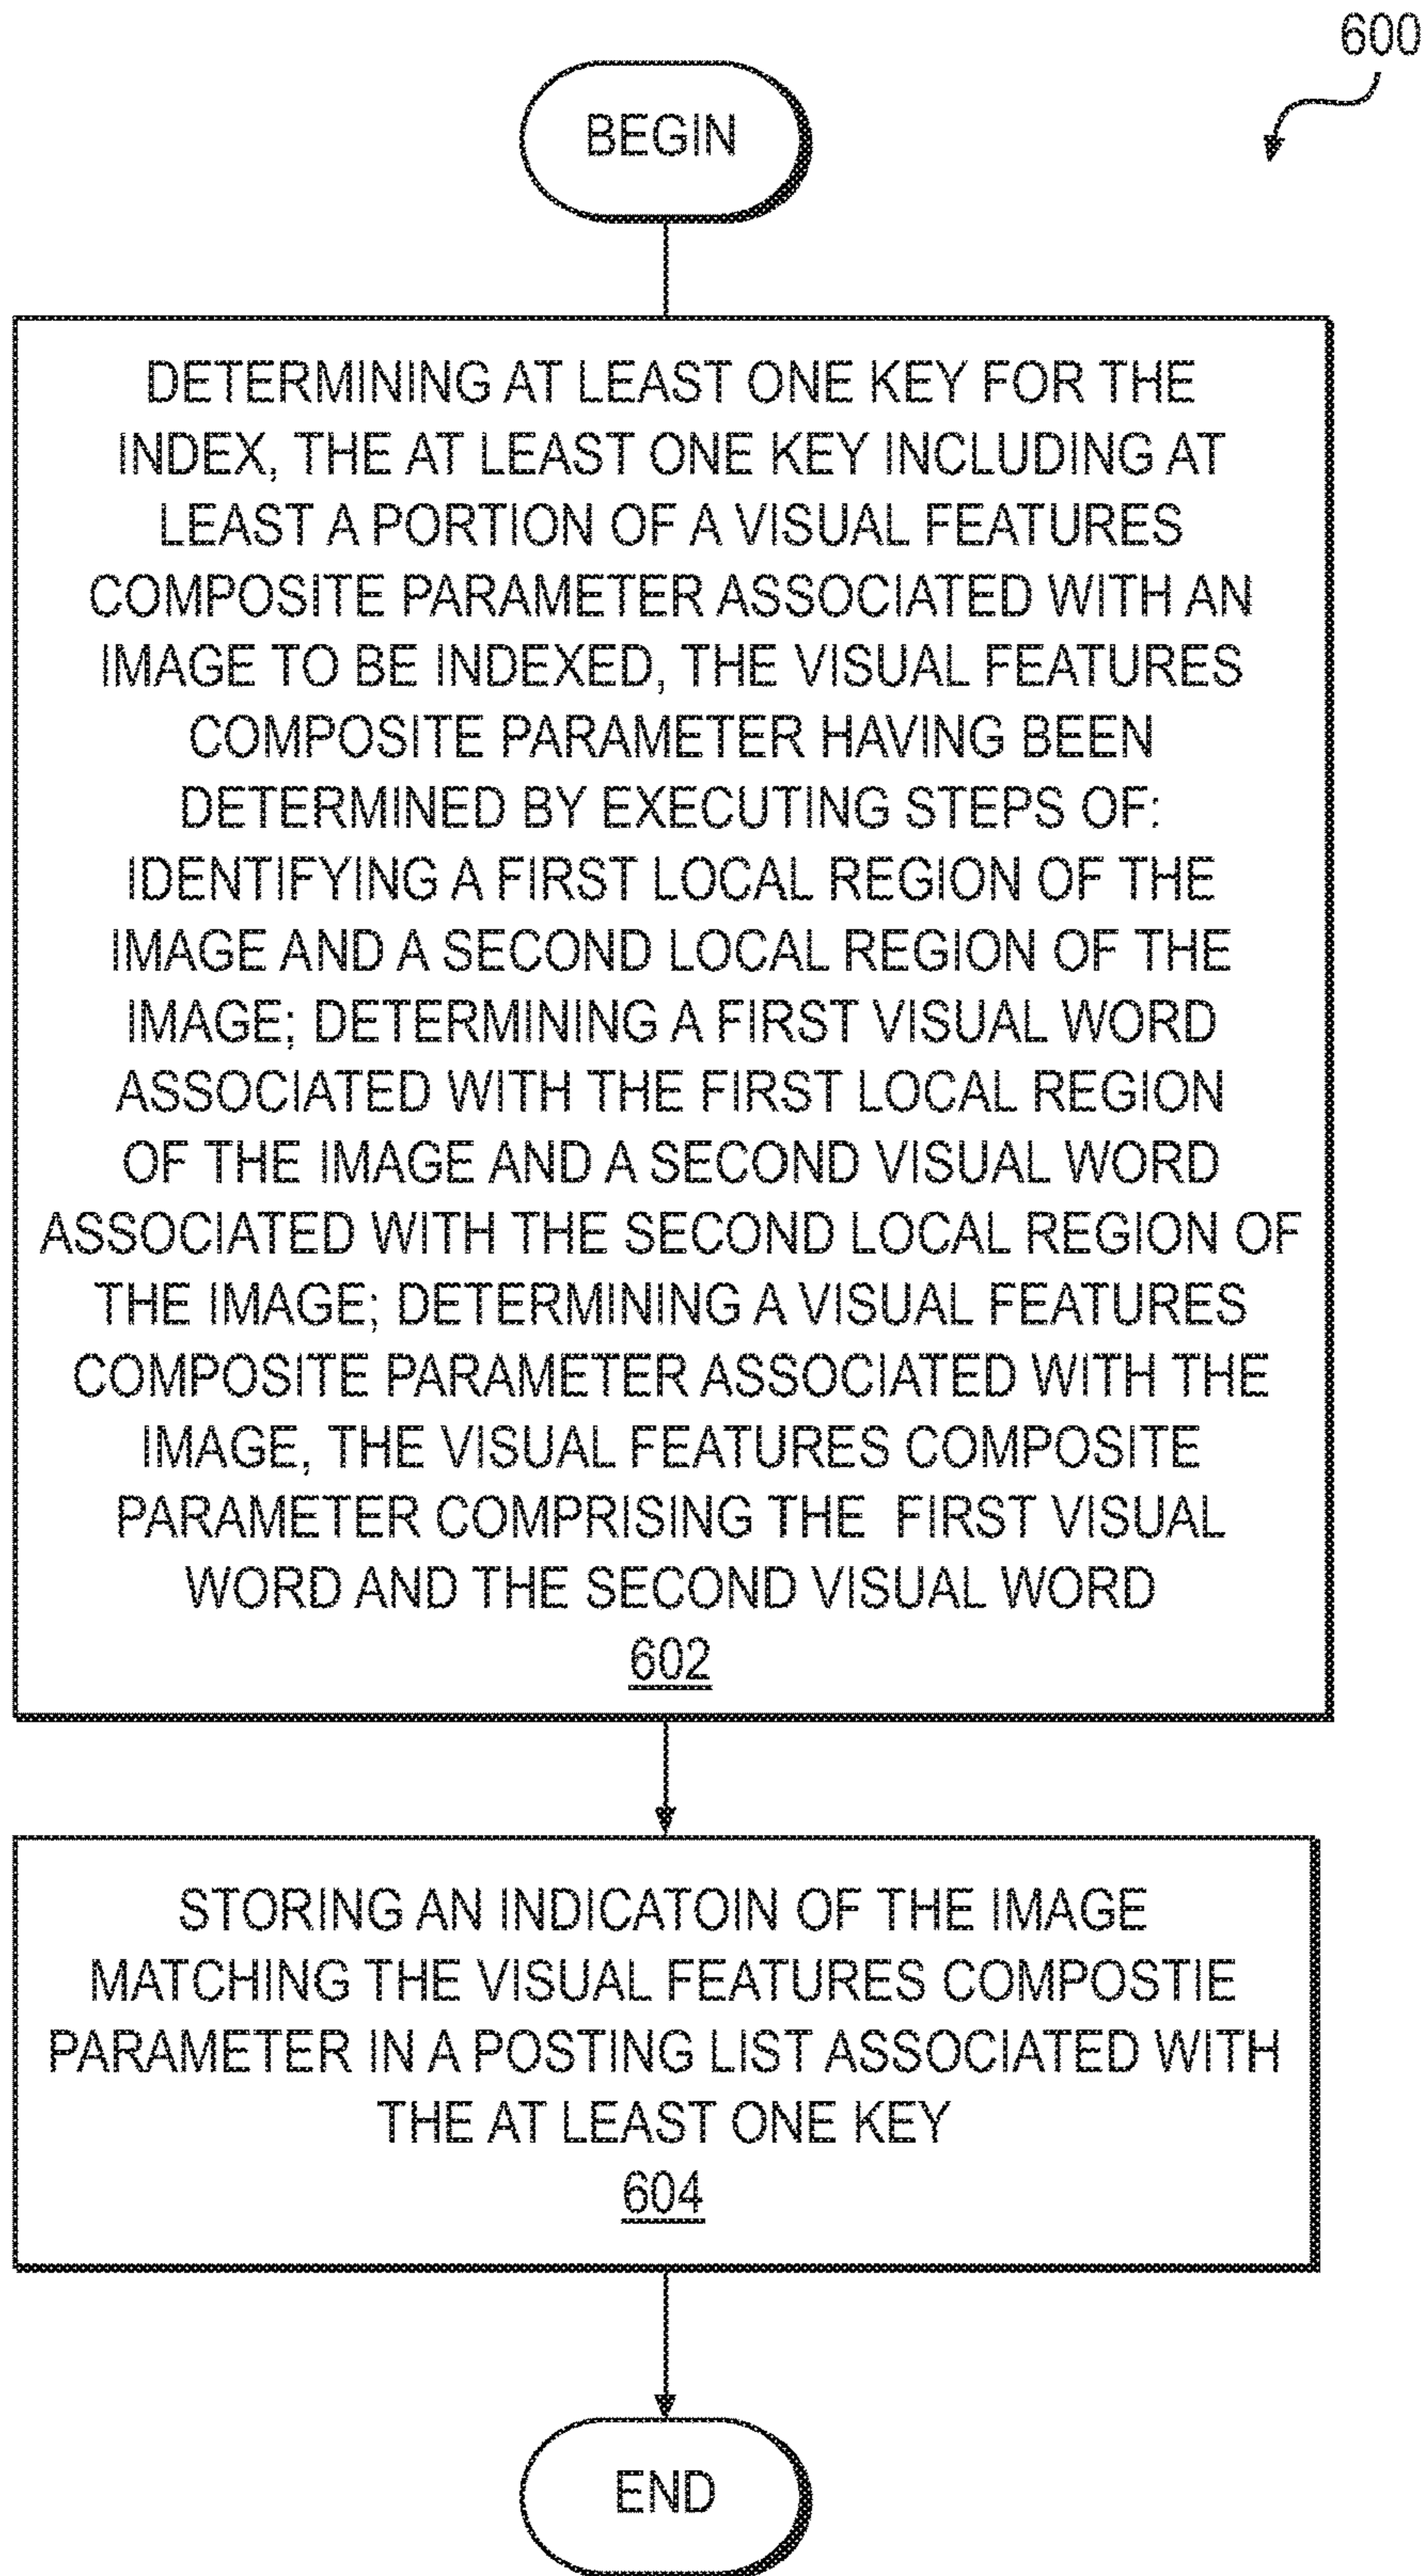 600
BEGIN
DETERMINING AT LEAST ONE KEY FOR THE
INDEX, THE AT LEAST ONE KEY INCLUDING AT
LEAST A PORTION OF A VISUAL FEATURES
COMPOSITE PARAMETER ASSOCIATED WITH AN
IMAGE TO BE INDEXED, THE VISUAL FEATURES
COMPOSITE PARAMETER HAVING BEEN
DETERMINED BY EXECUTING STEPS OF:
IDENTIFYING A FIRST LOCAL REGION OF THE
IMAGE AND A SECOND LOCAL REGION OF THE
IMAGE; DETERMINING A FIRST VISUAL WORD
ASSOCIATED WITH THE FIRST LOCAL REGION
OF THE IMAGE AND A SECOND VISUAL WORD
ASSOCIATED WITH THE SECOND LOCAL REGION OF
THE IMAGE; DETERMINING A VISUAL FEATURES
COMPOSITE PARAMETER ASSOCIATED WITH THE
IMAGE, THE VISUAL FEATURES COMPOSITE
PARAMETER COMPRISING THE FIRST VISUAL
WORD AND THE SECOND VISUAL WORD
602
STORING AN INDICATOIN OF THE IMAGE
MATCHING THE VISUAL FEATURES COMPOSTIE
PARAMETER IN A POSTING LIST ASSOCIATED WITH
THE AT LEAST ONE KEY
604
END